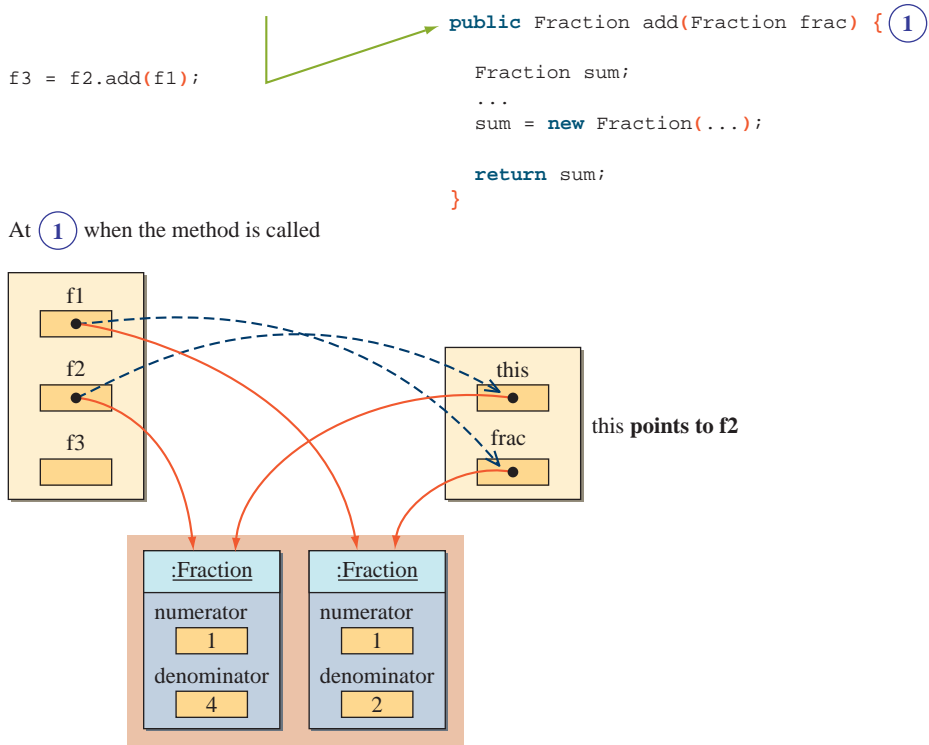 public Fraction add(Fraction frac) { 1
f3 = f2.add(f1);
Fraction sum;
...
sum = new Fraction(...);
return sum;
}
At 1 when the method is called
f1
f2
f3
this
frac
this points to f2
:Fraction
numerator
1
denominator
4
:Fraction
numerator
1
denominator
2